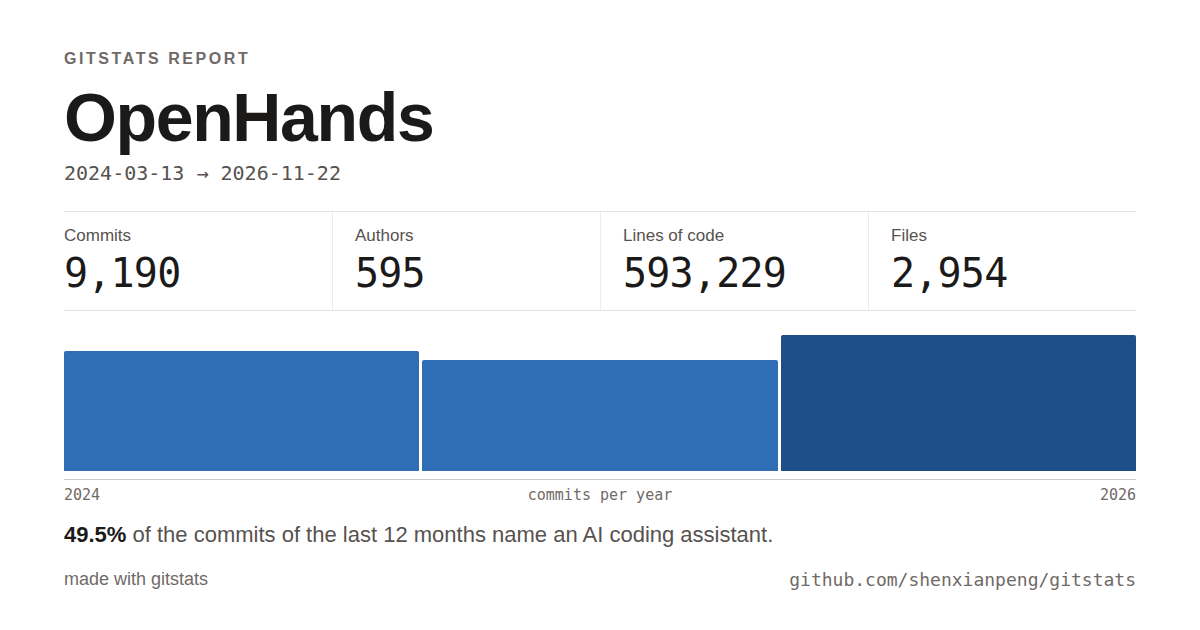 GITSTATS REPORT
OpenHands
2024-03-13 → 2026-11-22
Commits
9,190
Authors
595
Lines of code
593,229
Files
2,954
2024
commits per year
2026
49.5% of the commits of the last 12 months name an AI coding assistant.
made with gitstats
github.com/shenxianpeng/gitstats